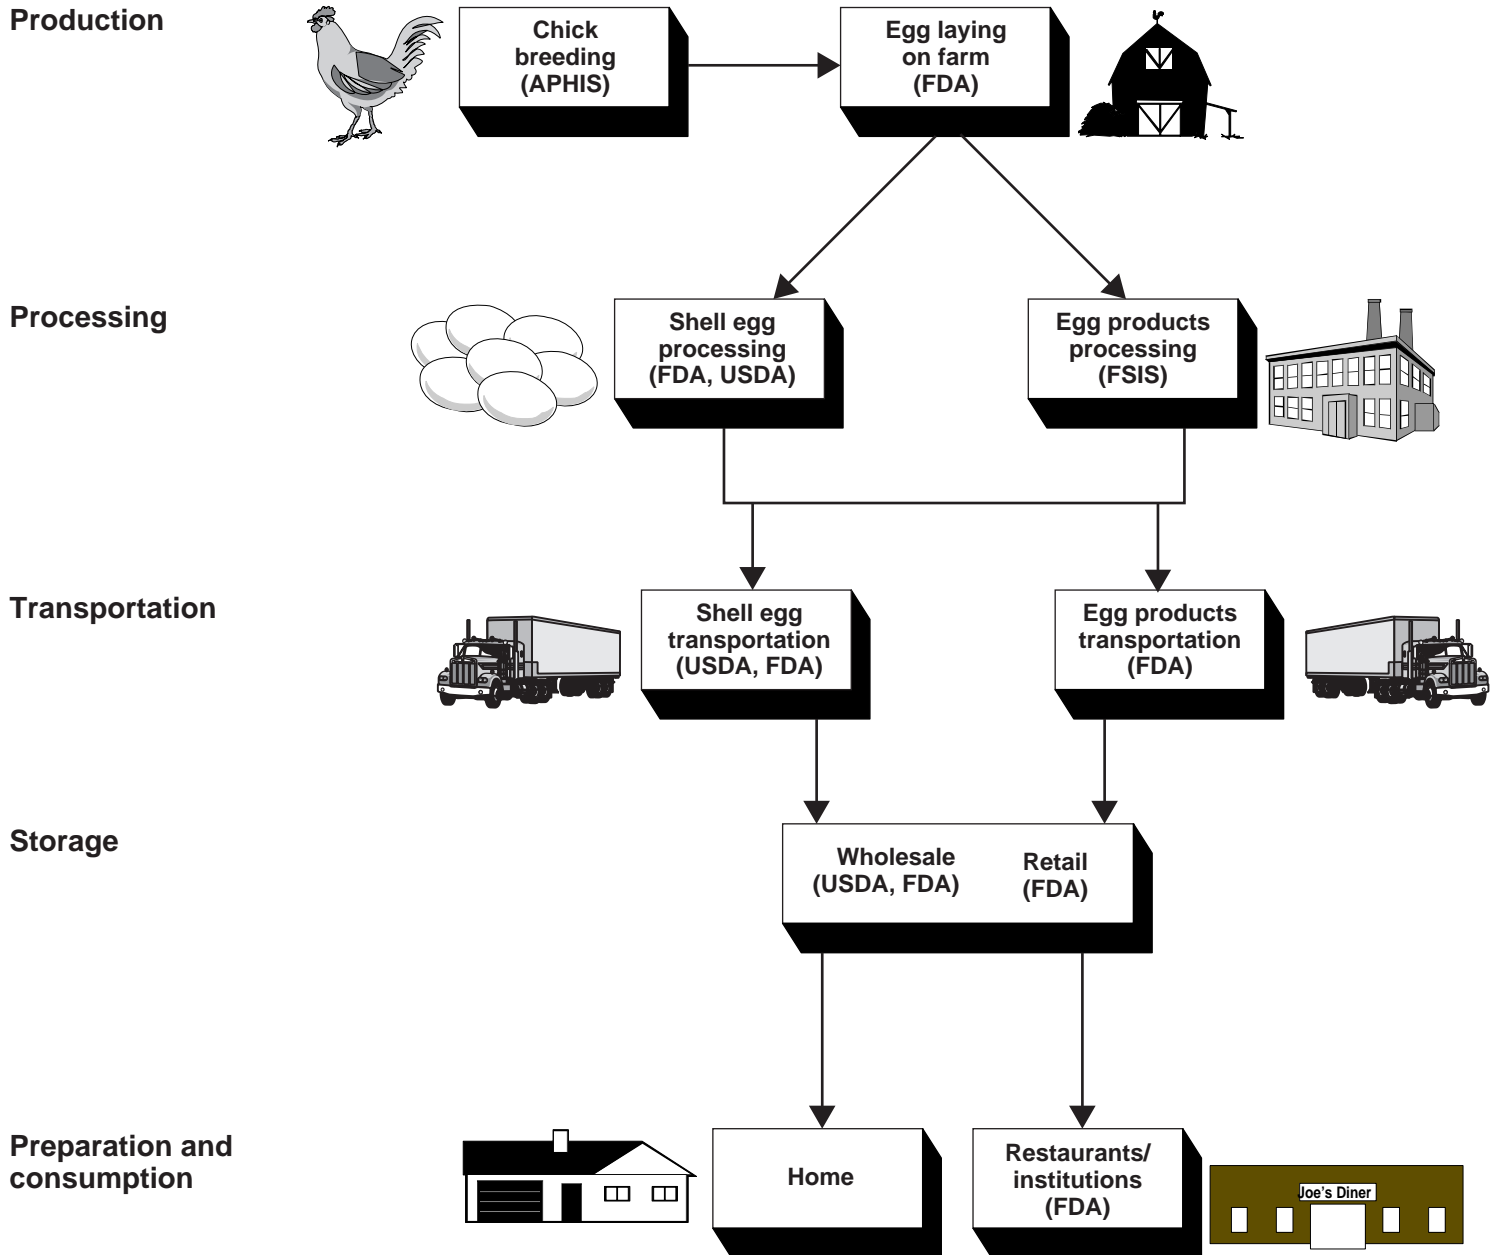 Production
Chick
breeding
(APHIS)
Egg laying
on farm
(FDA)
Processing
Shell egg
processing
(FDA, USDA)
Egg products
processing
(FSIS)
Transportation
Shell egg
transportation
(USDA, FDA)
Egg products
transportation
(FDA)
Storage
Wholesale
(USDA, FDA)
Retail
(FDA)
Preparation and
consumption
Home
Restaurants/
institutions
(FDA)
Joe's Diner